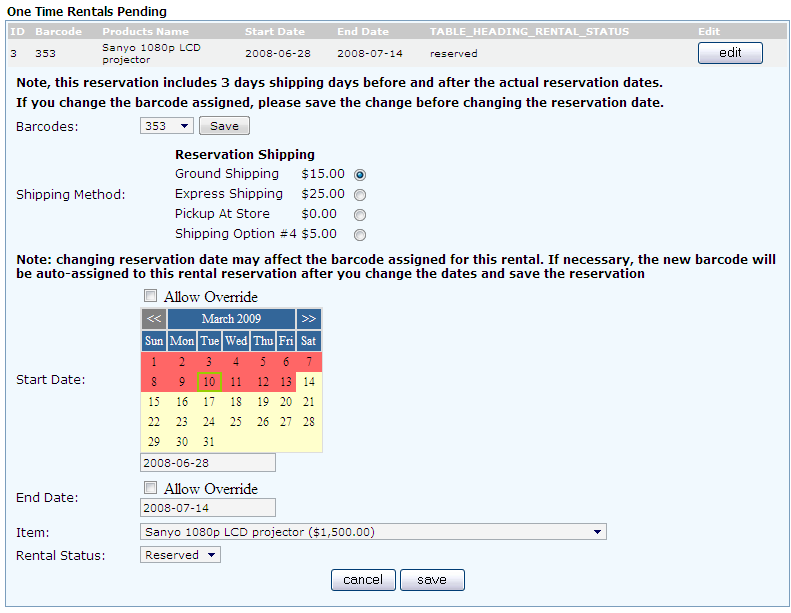 One Time Rentals Pending
ID Barcode Products Name Start Date End Date TABLE_HEADING_RENTAL_STATUS Edit
3 353 Sanyo 1080p LCD projector 2008-06-28 2008-07-14 reserved edit
Note, this reservation includes 3 days shipping days before and after the actual reservation dates.
If you change the barcode assigned, please save the change before changing the reservation date.
Barcodes: 353 Save
Reservation Shipping
Ground Shipping $15.00
Shipping Method: Express Shipping $25.00
Pickup At Store $0.00
Shipping Option #4 $5.00
Note: changing reservation date may affect the barcode assigned for this rental. If necessary, the new barcode will
be auto-assigned to this rental reservation after you change the dates and save the reservation
Allow Override
<< March 2009 >>
Sun Mon Tue Wed Thu Fri Sat
1 2 3 4 5 6 7
Start Date: 8 9 10 11 12 13 14
15 16 17 18 19 20 21
22 23 24 25 26 27 28
29 30 31
2008-06-28
Allow Override
End Date: 2008-07-14
Item: Sanyo 1080p LCD projector ($1,500.00)
Rental Status: Reserved
cancel save